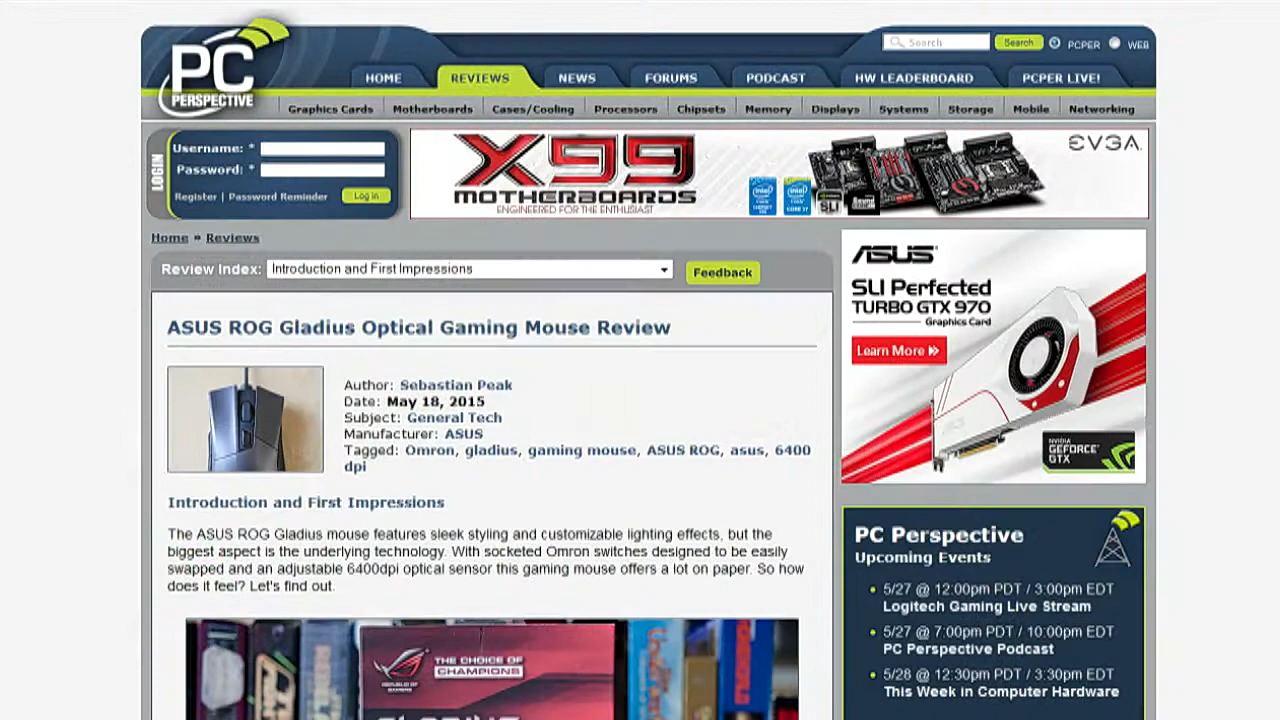 PC
PERSPECTIVE
Search
Search
PCPER
WEB
HOME
REVIEWS
NEWS
FORUMS
PODCAST
HW LEADERBOARD
PCPER LIVE!
Graphics Cards
Motherboards
Cases/Cooling
Processors
Chipsets
Memory
Displays
Systems
Storage
Mobile
Networking
LOGIN
Username: *
Password: *
Register | Password Reminder
Log in
X99
MOTHERBOARDS
ENGINEERED FOR THE ENTHUSIAST
SLI
EVGA
Home » Reviews
Review Index:
Introduction and First Impressions
Feedback
ASUS ROG Gladius Optical Gaming Mouse Review
Author: Sebastian Peak
Date: May 18, 2015
Subject: General Tech
Manufacturer: ASUS
Tagged: Omron, gladius, gaming mouse, ASUS ROG, asus, 6400
dpi
Introduction and First Impressions
The ASUS ROG Gladius mouse features sleek styling and customizable lighting effects, but the
biggest aspect is the underlying technology. With socketed Omron switches designed to be easily
swapped and an adjustable 6400dpi optical sensor this gaming mouse offers a lot on paper. So how
does it feel? Let's find out.
THE CHOICE OF
CHAMPIONS
REPUBLIC OF
GAMERS
ASUS
SLI Perfected
TURBO GTX 970
Graphics Card
Learn More
NVIDIA
GEFORCE
GTX
PC Perspective
Upcoming Events
5/27 @ 12:00pm PDT / 3:00pm EDT
Logitech Gaming Live Stream
5/27 @ 7:00pm PDT / 10:00pm EDT
PC Perspective Podcast
5/28 @ 12:30pm PDT / 3:30pm EDT
This Week in Computer Hardware